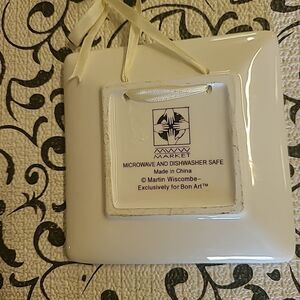 MARKET
MICROWAVE AND DISHWASHER SAFE
Made in China
© Martin Wiscombe–
Exclusively for Bon Art™